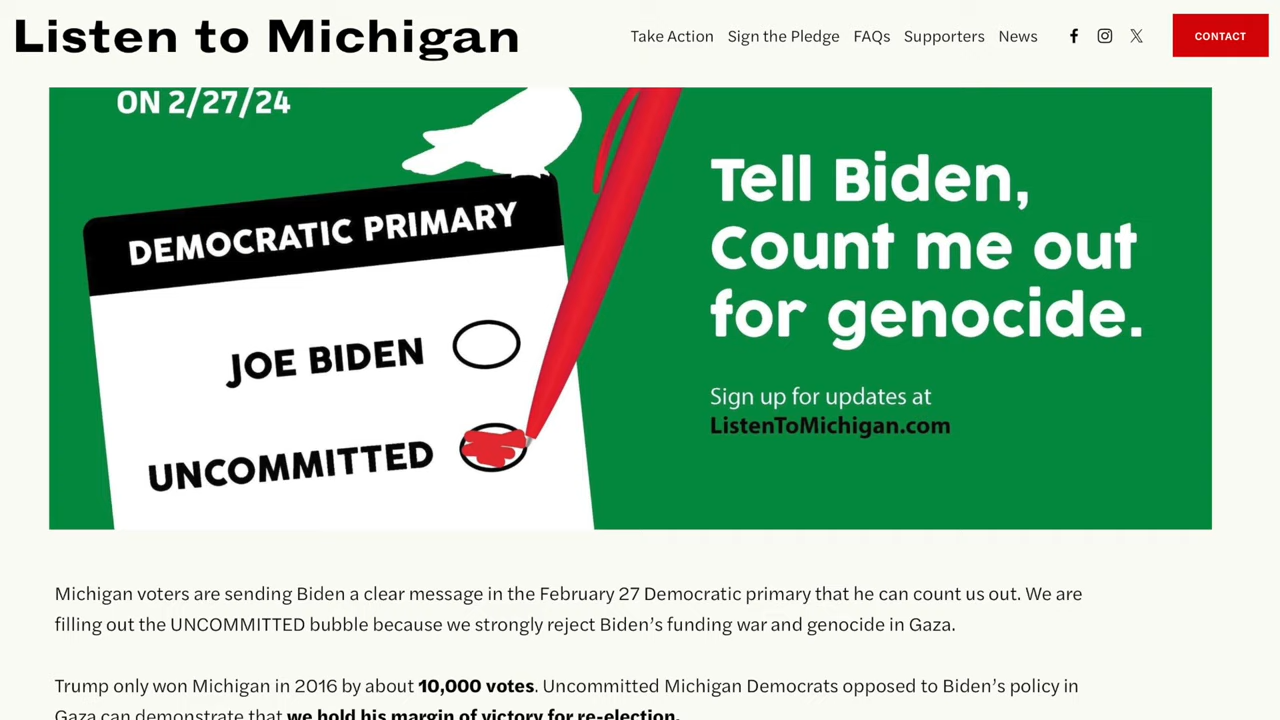 Listen to Michigan
Take Action Sign the Pledge FAQs Supporters News
CONTACT
ON 2/27/24
DEMOCRATIC PRIMARY
JOE BIDEN
UNCOMMITTED
Tell Biden,
Count me out
for genocide.
Sign up for updates at
ListenToMichigan.com
Michigan voters are sending Biden a clear message in the February 27 Democratic primary that he can count us out. We are
filling out the UNCOMMITTED bubble because we strongly reject Biden’s funding war and genocide in Gaza.
Trump only won Michigan in 2016 by about 10,000 votes. Uncommitted Michigan Democrats opposed to Biden’s policy in
Gaza can demonstrate that we hold his margin of victory for re-election.